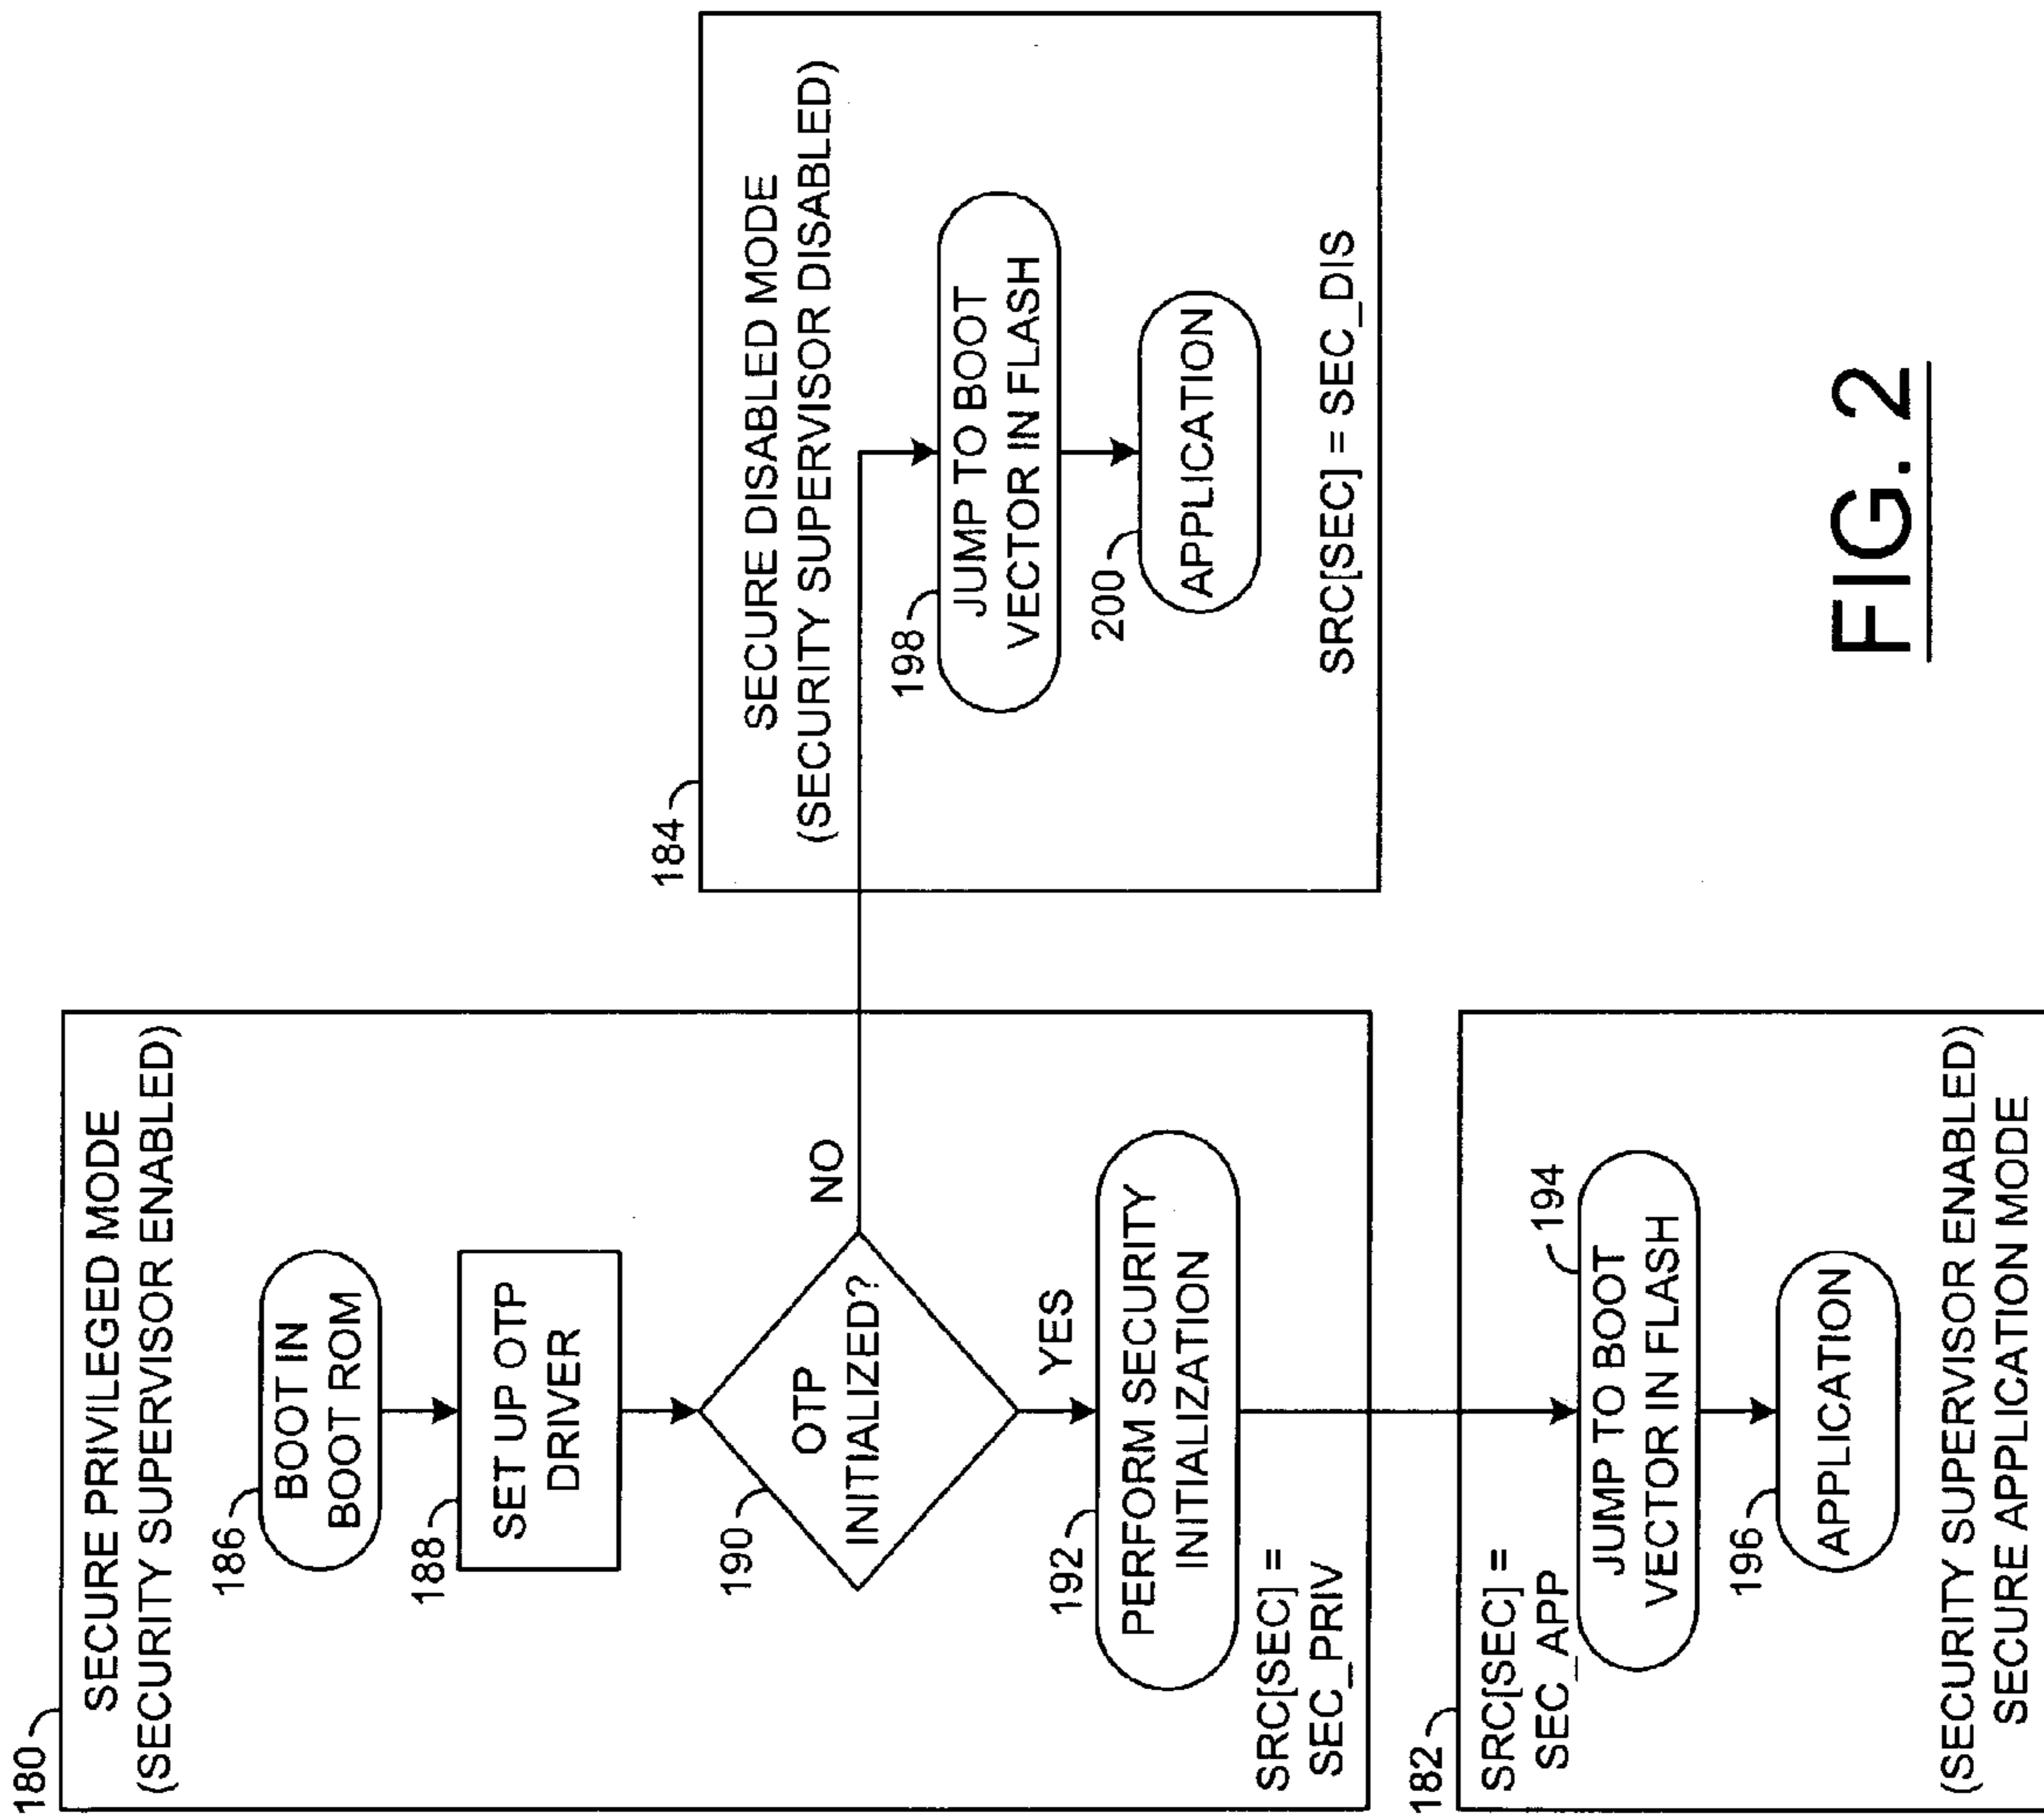 180
SECURE PRIVILEGED MODE
(SECURITY SUPERVISOR ENABLED)
186
BOOT IN
BOOT ROM
188
SET UP OTP
DRIVER
190
OTP
INITIALIZED?
NO
YES
192
PERFORM SECURITY
INITIALIZATION
SRC[SEC] =
SEC_PRIV
182
SRC[SEC] =
SEC_APP
194
JUMP TO BOOT
VECTOR IN FLASH
196
APPLICATION
(SECURITY SUPERVISOR ENABLED)
SECURE APPLICATION MODE
184
SECURE DISABLED MODE
(SECURITY SUPERVISOR DISABLED)
198
JUMP TO BOOT
VECTOR IN FLASH
200
APPLICATION
SRC[SEC] = SEC_DIS
FIG. 2